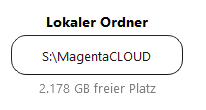 Lokaler Ordner
S:\MagentaCLOUD
2.178 GB freier Platz